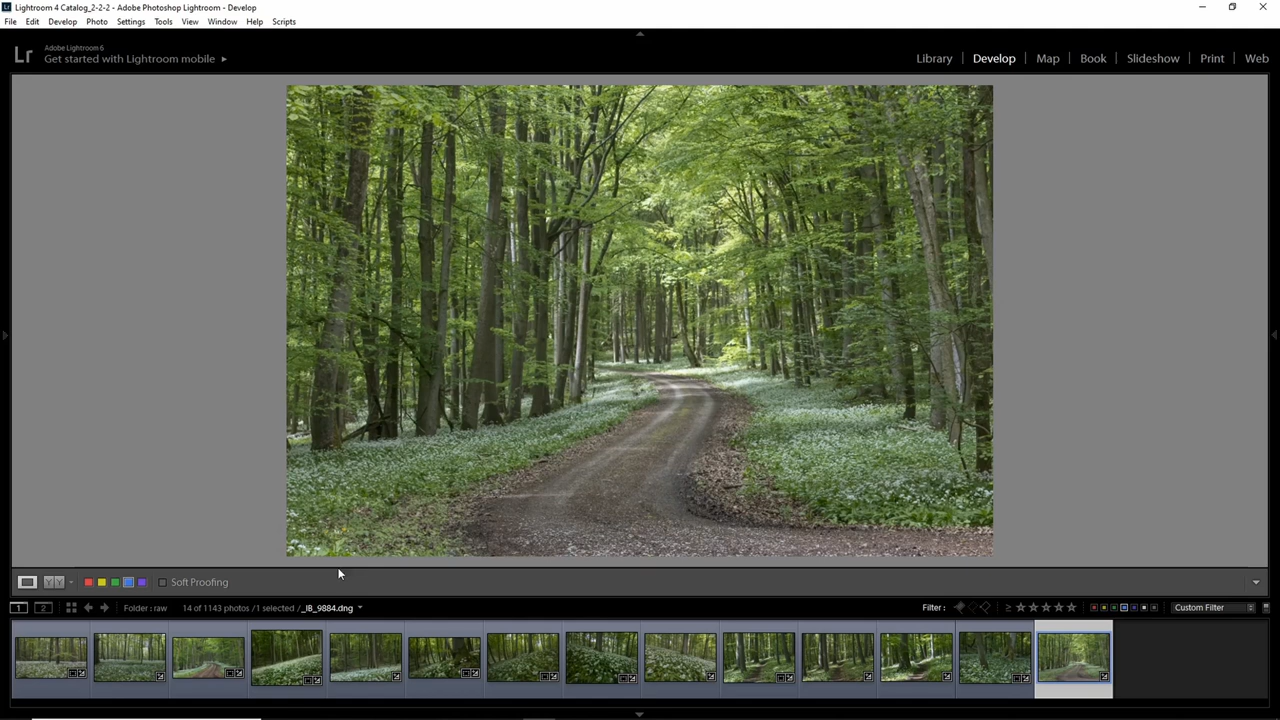 Lightroom 4 Catalog_2-2-2 - Adobe Photoshop Lightroom - Develop
File Edit Develop Photo Settings Tools View Window Help Scripts
Lr
Adobe Lightroom 6
Get started with Lightroom mobile
Library | Develop | Map | Book | Slideshow | Print | Web
Y Y
Soft Proofing
1 2 Folder : raw 14 of 1143 photos / 1 selected / _IB_9884.dng
Filter : ≥ Custom Filter